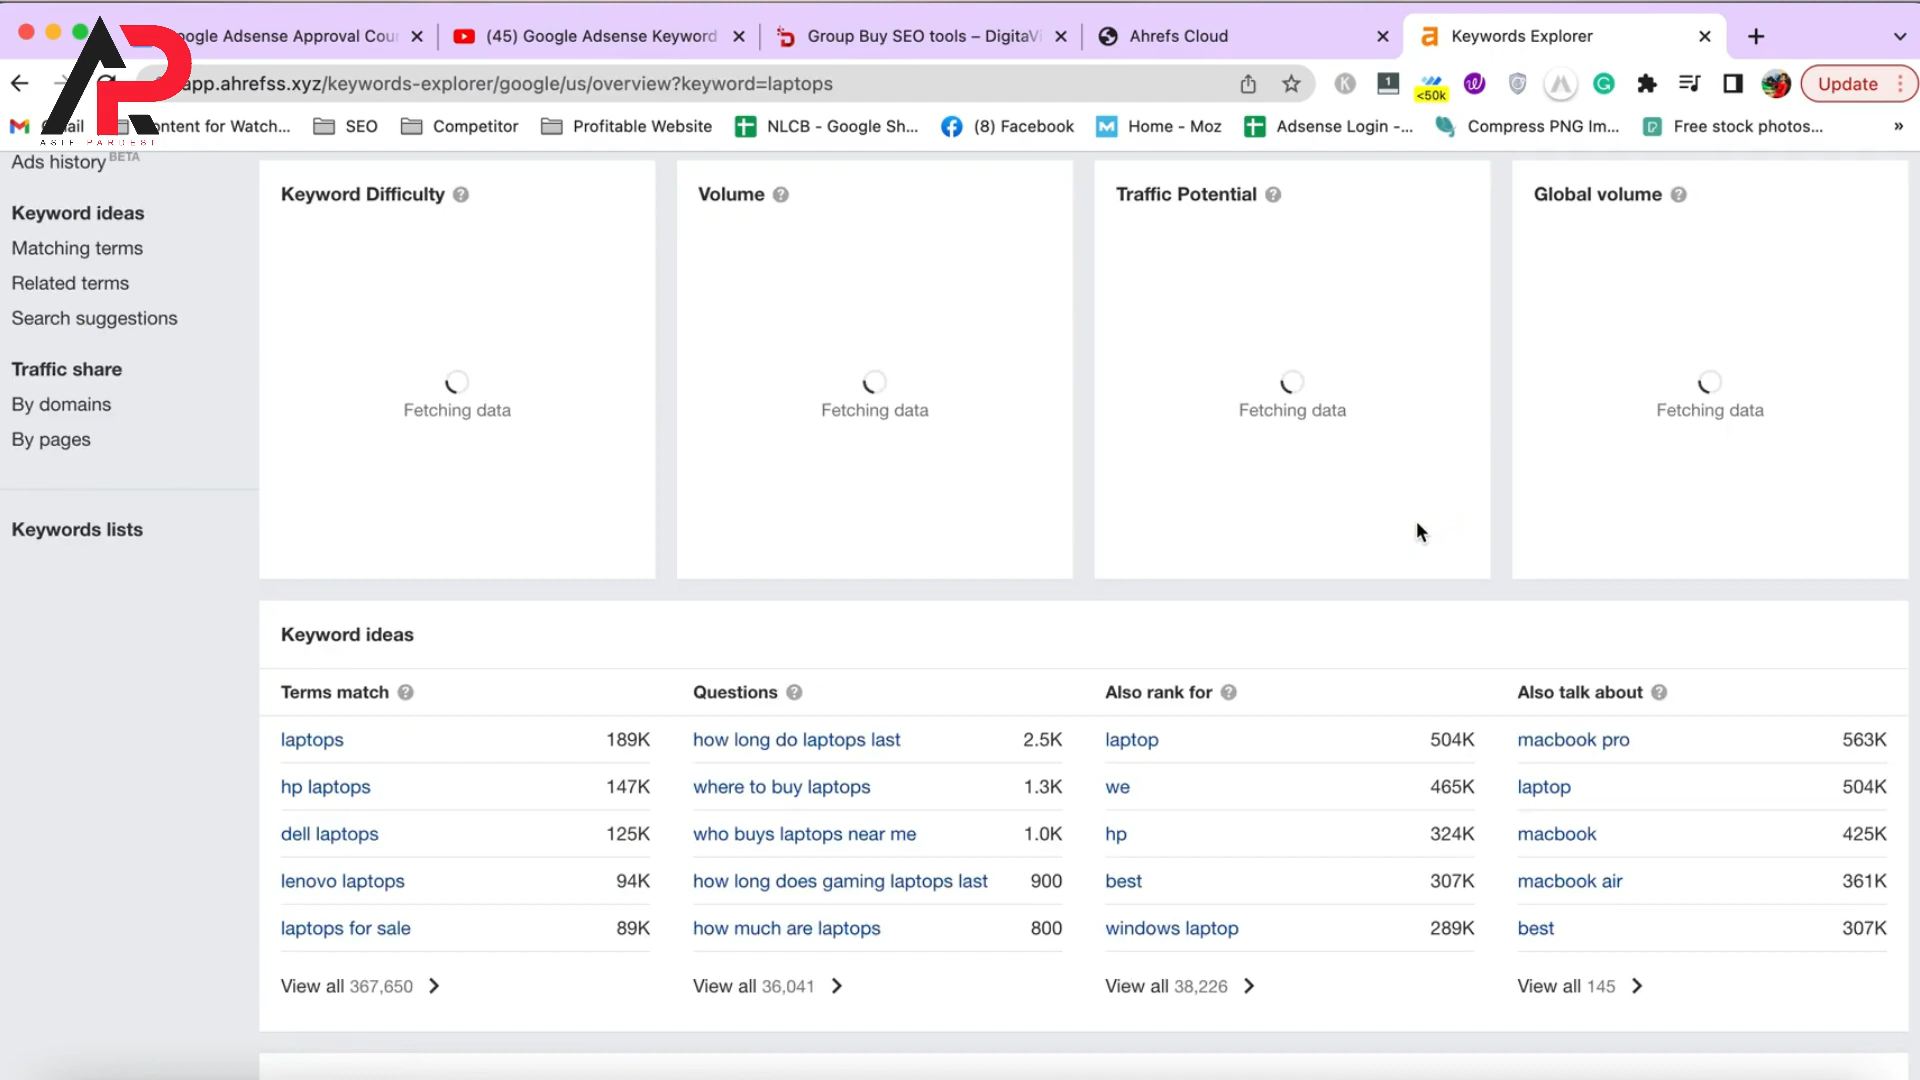 oogle Adsense Approval Cou
(45) Google Adsense Keyword
Group Buy SEO tools – DigitaVi
Ahrefs Cloud
Keywords Explorer
app.ahrefss.xyz/keywords-explorer/google/us/overview?keyword=laptops
K
1
<50k
Update
AP
ASIF PARDESI
ail
ontent for Watch...
SEO
Competitor
Profitable Website
NLCB - Google Sh...
(8) Facebook
Home - Moz
Adsense Login -...
Compress PNG Im...
Free stock photos...
»
Ads history BETA
Keyword ideas
Matching terms
Related terms
Search suggestions
Traffic share
By domains
By pages
Keywords lists
Keyword Difficulty ?
Volume ?
Traffic Potential ?
Global volume ?
Fetching data
Fetching data
Fetching data
Fetching data
Keyword ideas
Terms match ?
Questions ?
Also rank for ?
Also talk about ?
laptops 189K
how long do laptops last 2.5K
laptop 504K
macbook pro 563K
hp laptops 147K
where to buy laptops 1.3K
we 465K
laptop 504K
dell laptops 125K
who buys laptops near me 1.0K
hp 324K
macbook 425K
lenovo laptops 94K
how long does gaming laptops last 900
best 307K
macbook air 361K
laptops for sale 89K
how much are laptops 800
windows laptop 289K
best 307K
View all 367,650
View all 36,041
View all 38,226
View all 145